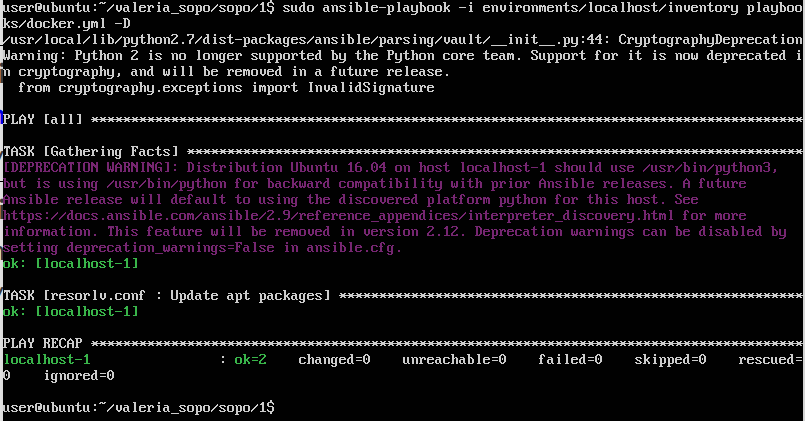 user@ubuntu:~/valeria_sopo/sopo/1$ sudo ansible-playbook -i environments/localhost/inventory playboo
ks/docker.yml -D
/usr/local/lib/python2.7/dist-packages/ansible/parsing/vault/__init__.py:44: CryptographyDeprecation
Warning: Python 2 is no longer supported by the Python core team. Support for it is now deprecated i
n cryptography, and will be removed in a future release.
  from cryptography.exceptions import InvalidSignature

PLAY [all] *****************************************************************************************

TASK [Gathering Facts] *****************************************************************************
[DEPRECATION WARNING]: Distribution Ubuntu 16.04 on host localhost-1 should use /usr/bin/python3,
but is using /usr/bin/python for backward compatibility with prior Ansible releases. A future
Ansible release will default to using the discovered platform python for this host. See
https://docs.ansible.com/ansible/2.9/reference_appendices/interpreter_discovery.html for more
information. This feature will be removed in version 2.12. Deprecation warnings can be disabled by
setting deprecation_warnings=False in ansible.cfg.
ok: [localhost-1]

TASK [resorlv.conf : Update apt packages] **********************************************************
ok: [localhost-1]

PLAY RECAP *****************************************************************************************
localhost-1                : ok=2    changed=0    unreachable=0    failed=0    skipped=0    rescued=
0    ignored=0

user@ubuntu:~/valeria_sopo/sopo/1$